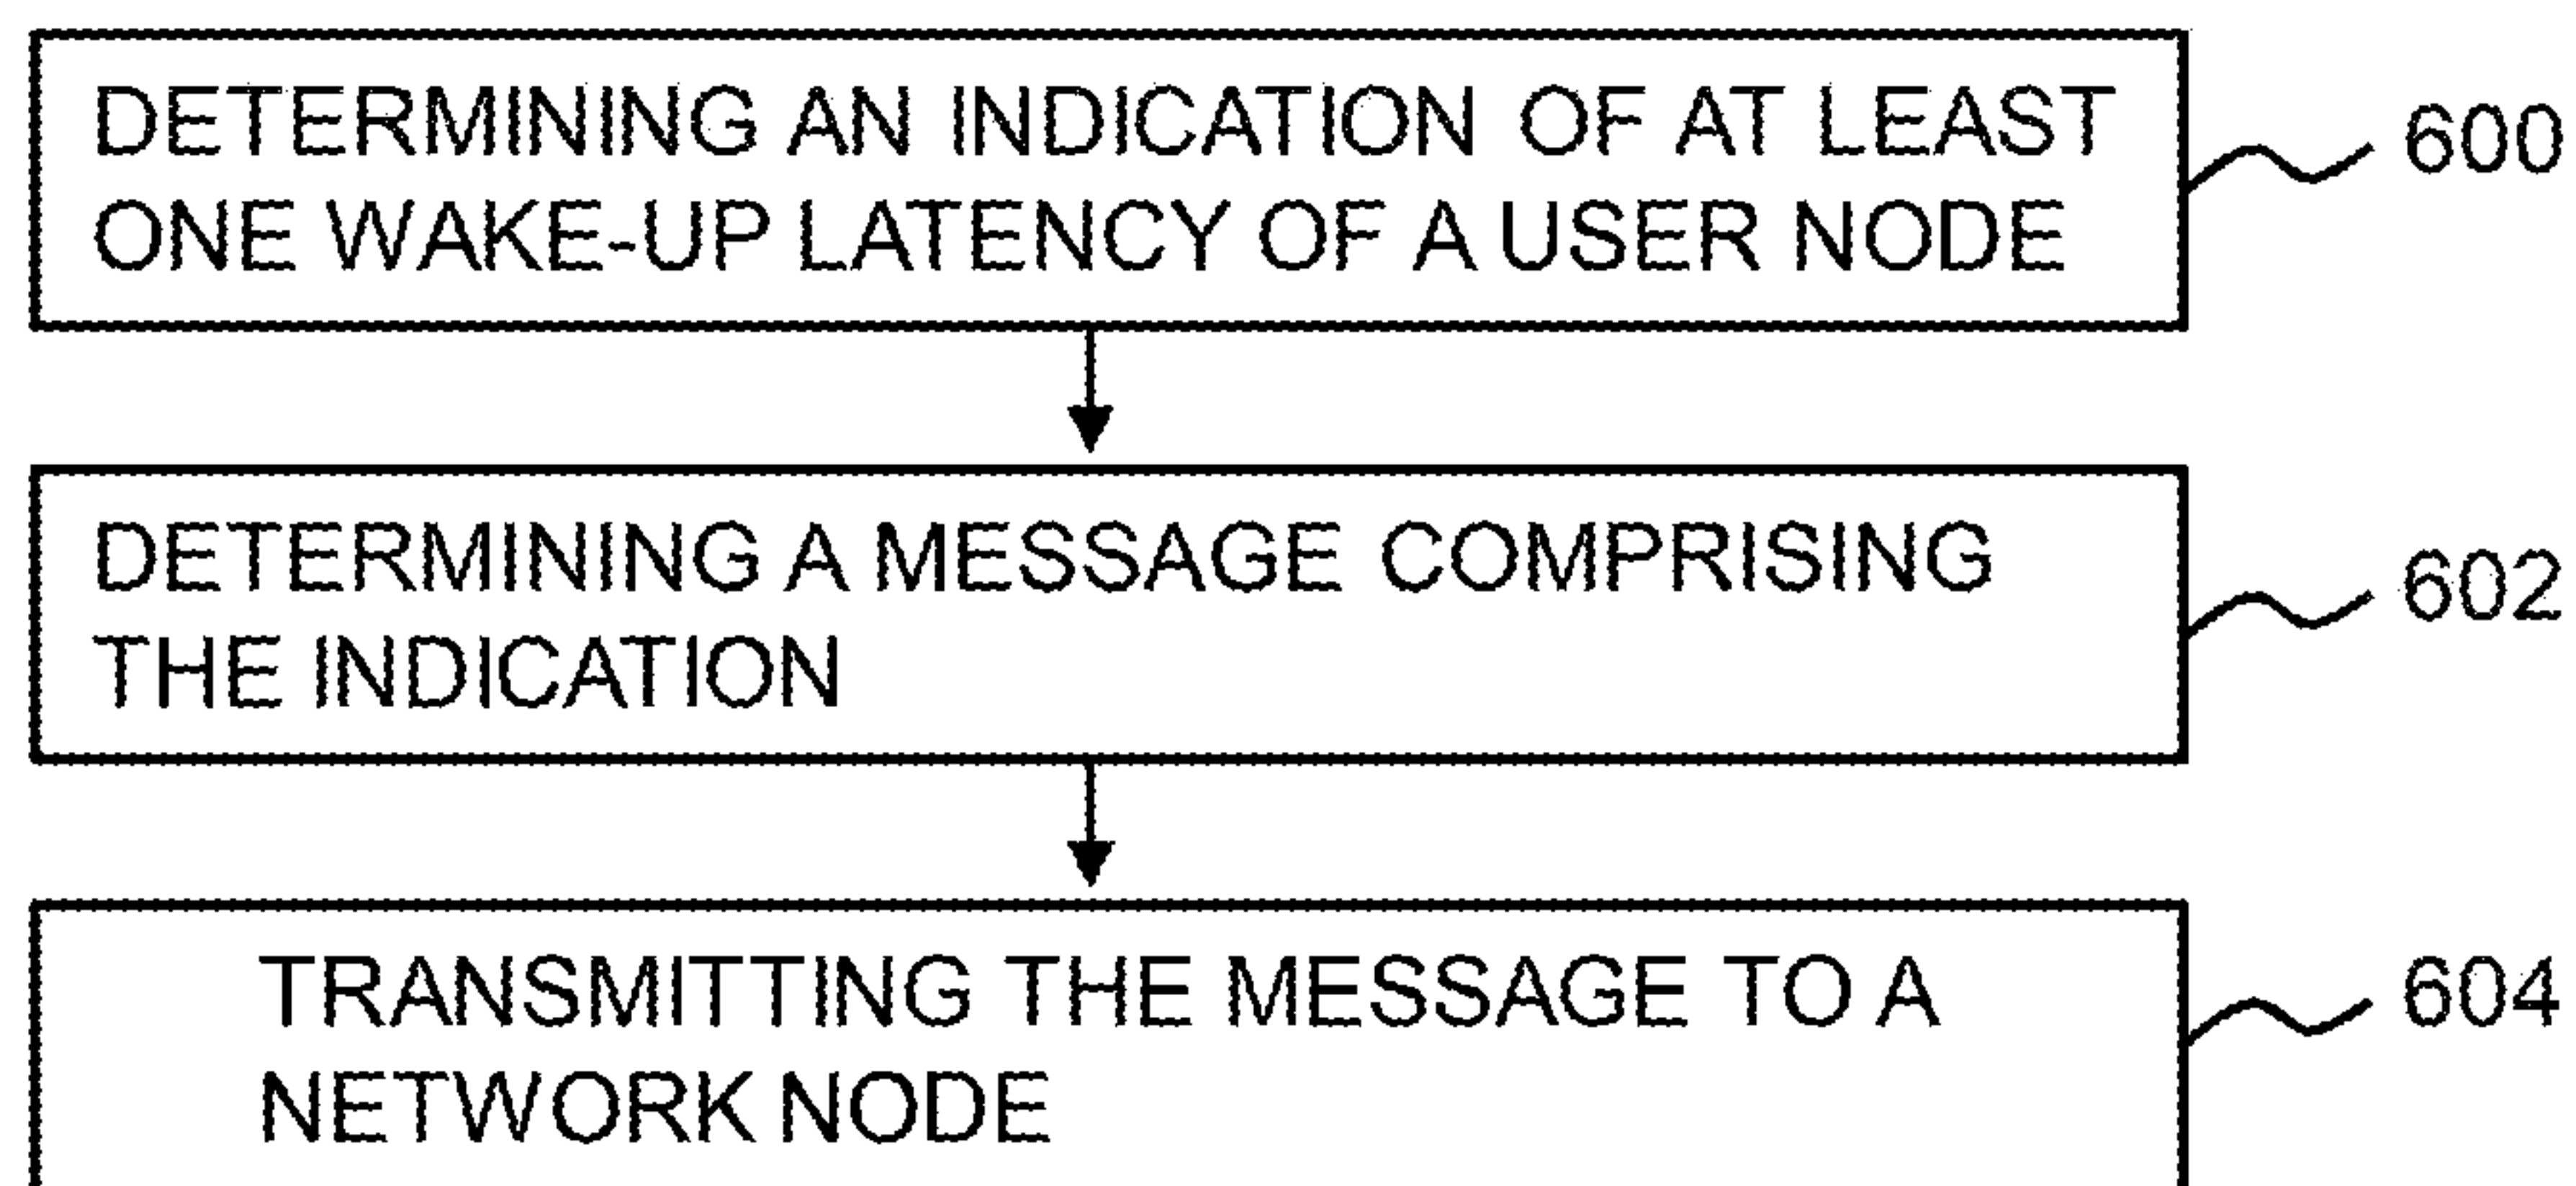 DETERMINING AN INDICATION OF AT LEAST
ONE WAKE-UP LATENCY OF A USER NODE
600
DETERMINING A MESSAGE COMPRISING
THE INDICATION
602
TRANSMITTING THE MESSAGE TO A
NETWORK NODE
604